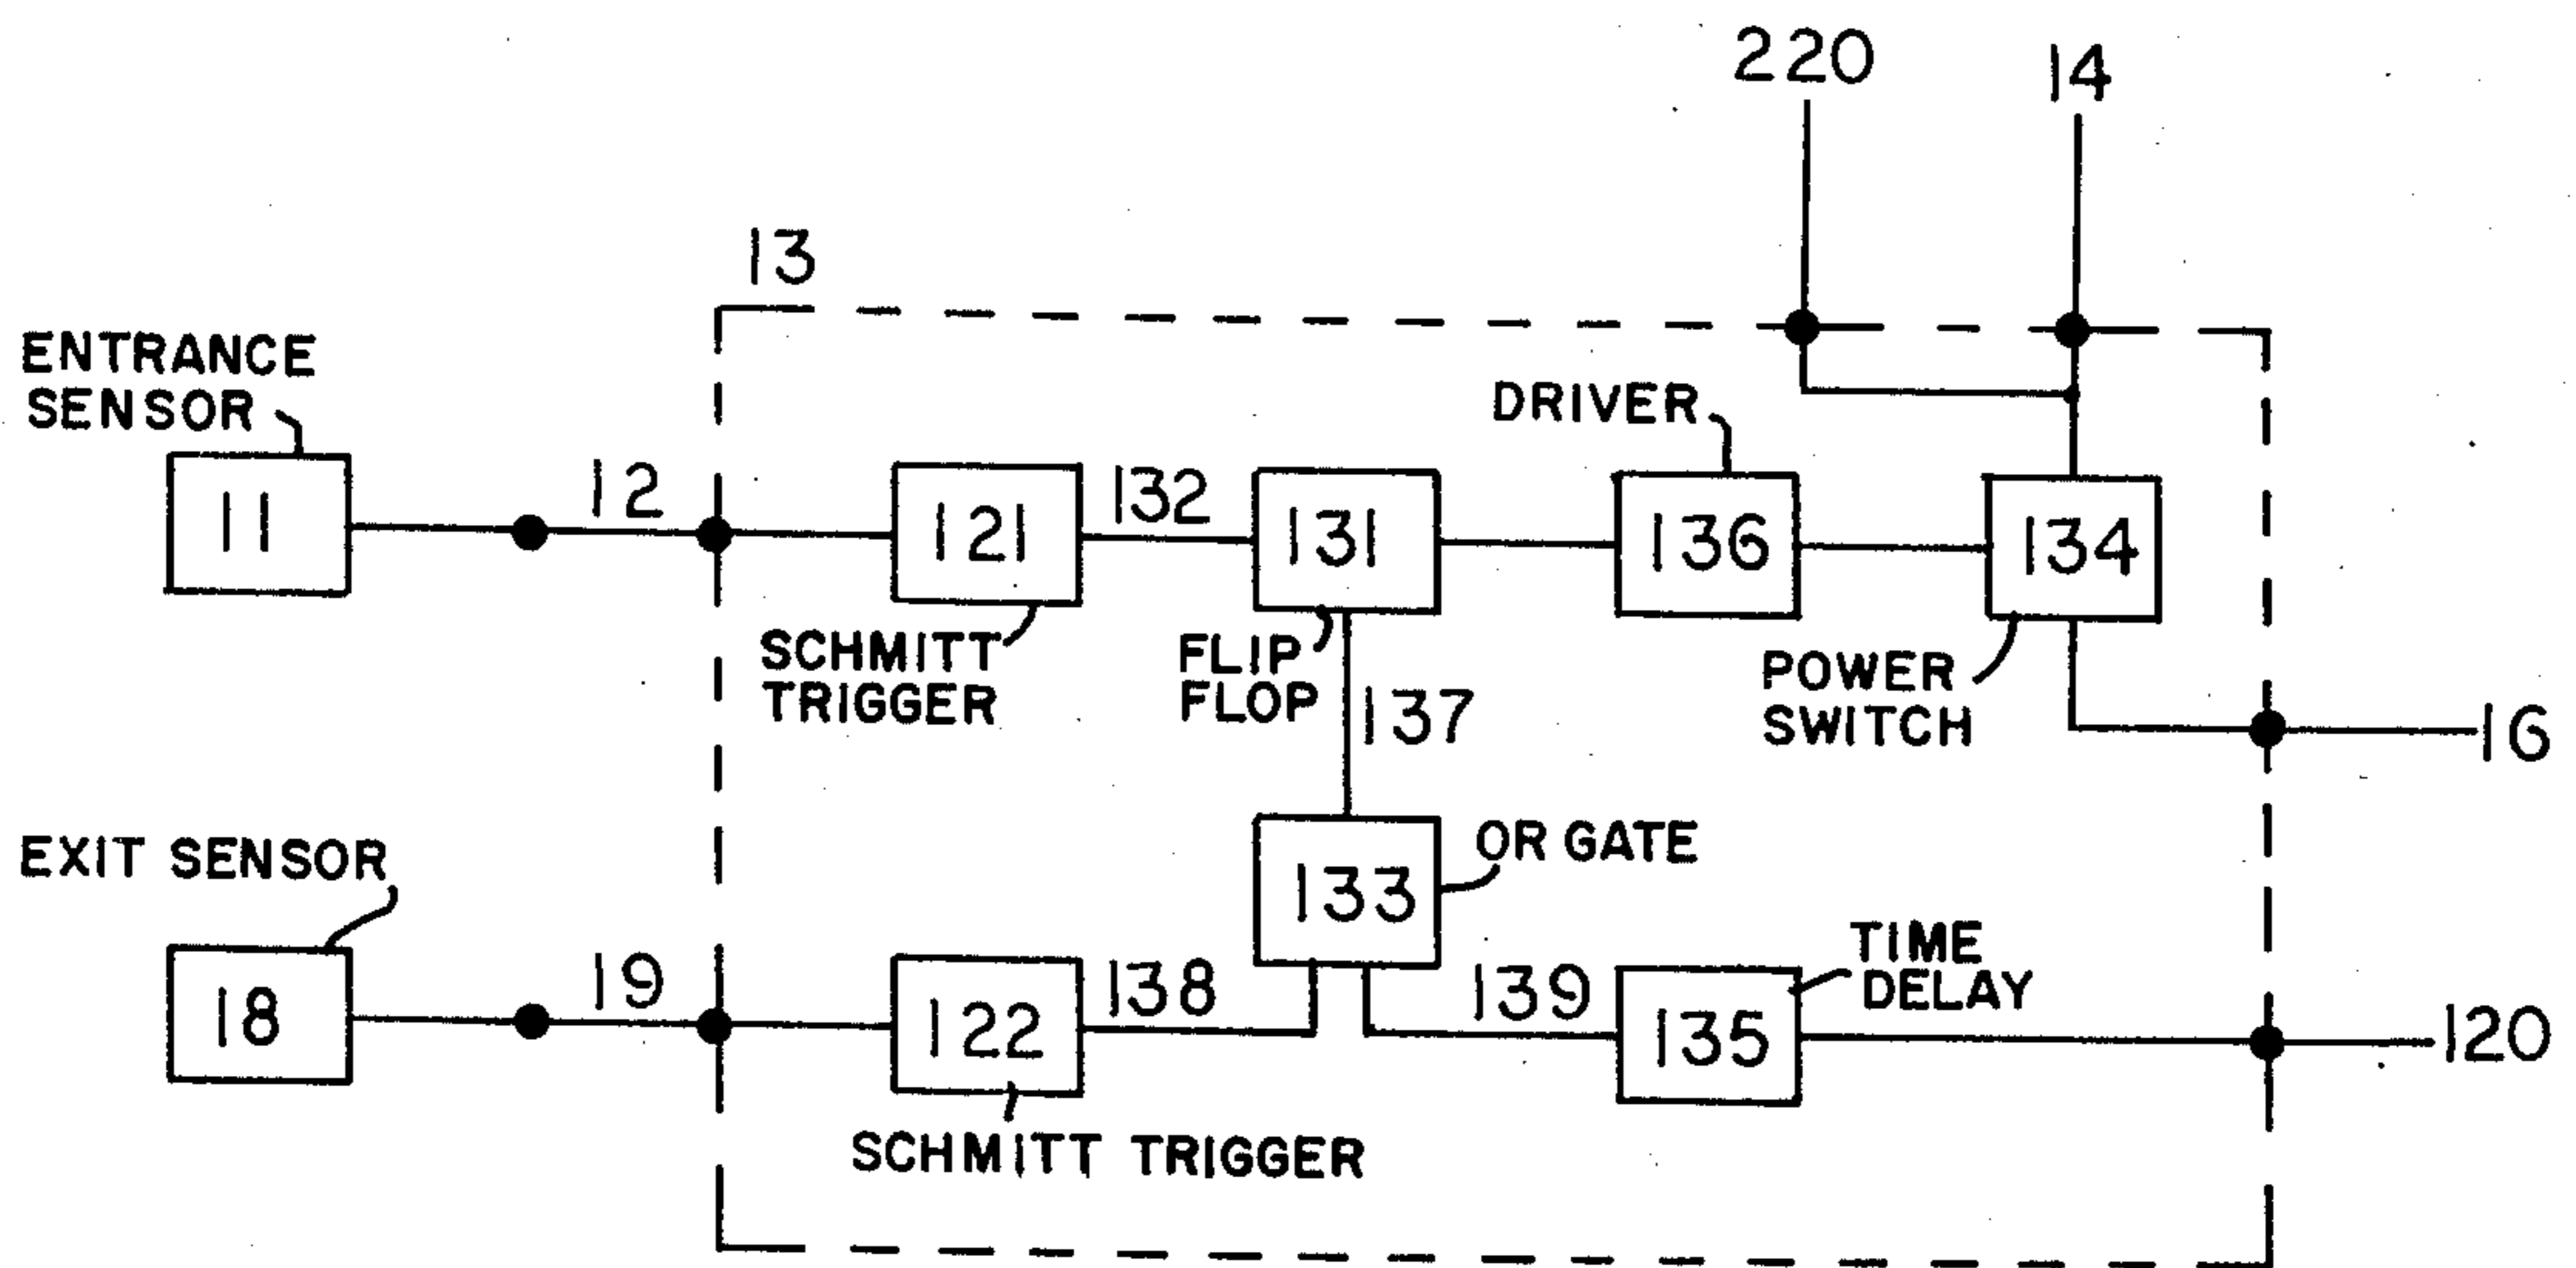 220
14
13
ENTRANCE
SENSOR
11
12
121
132
131
DRIVER
136
134
SCHMITT
TRIGGER
FLIP
FLOP
137
POWER
SWITCH
16
EXIT SENSOR
18
19
122
138
133
OR GATE
139
TIME
DELAY
135
120
SCHMITT TRIGGER